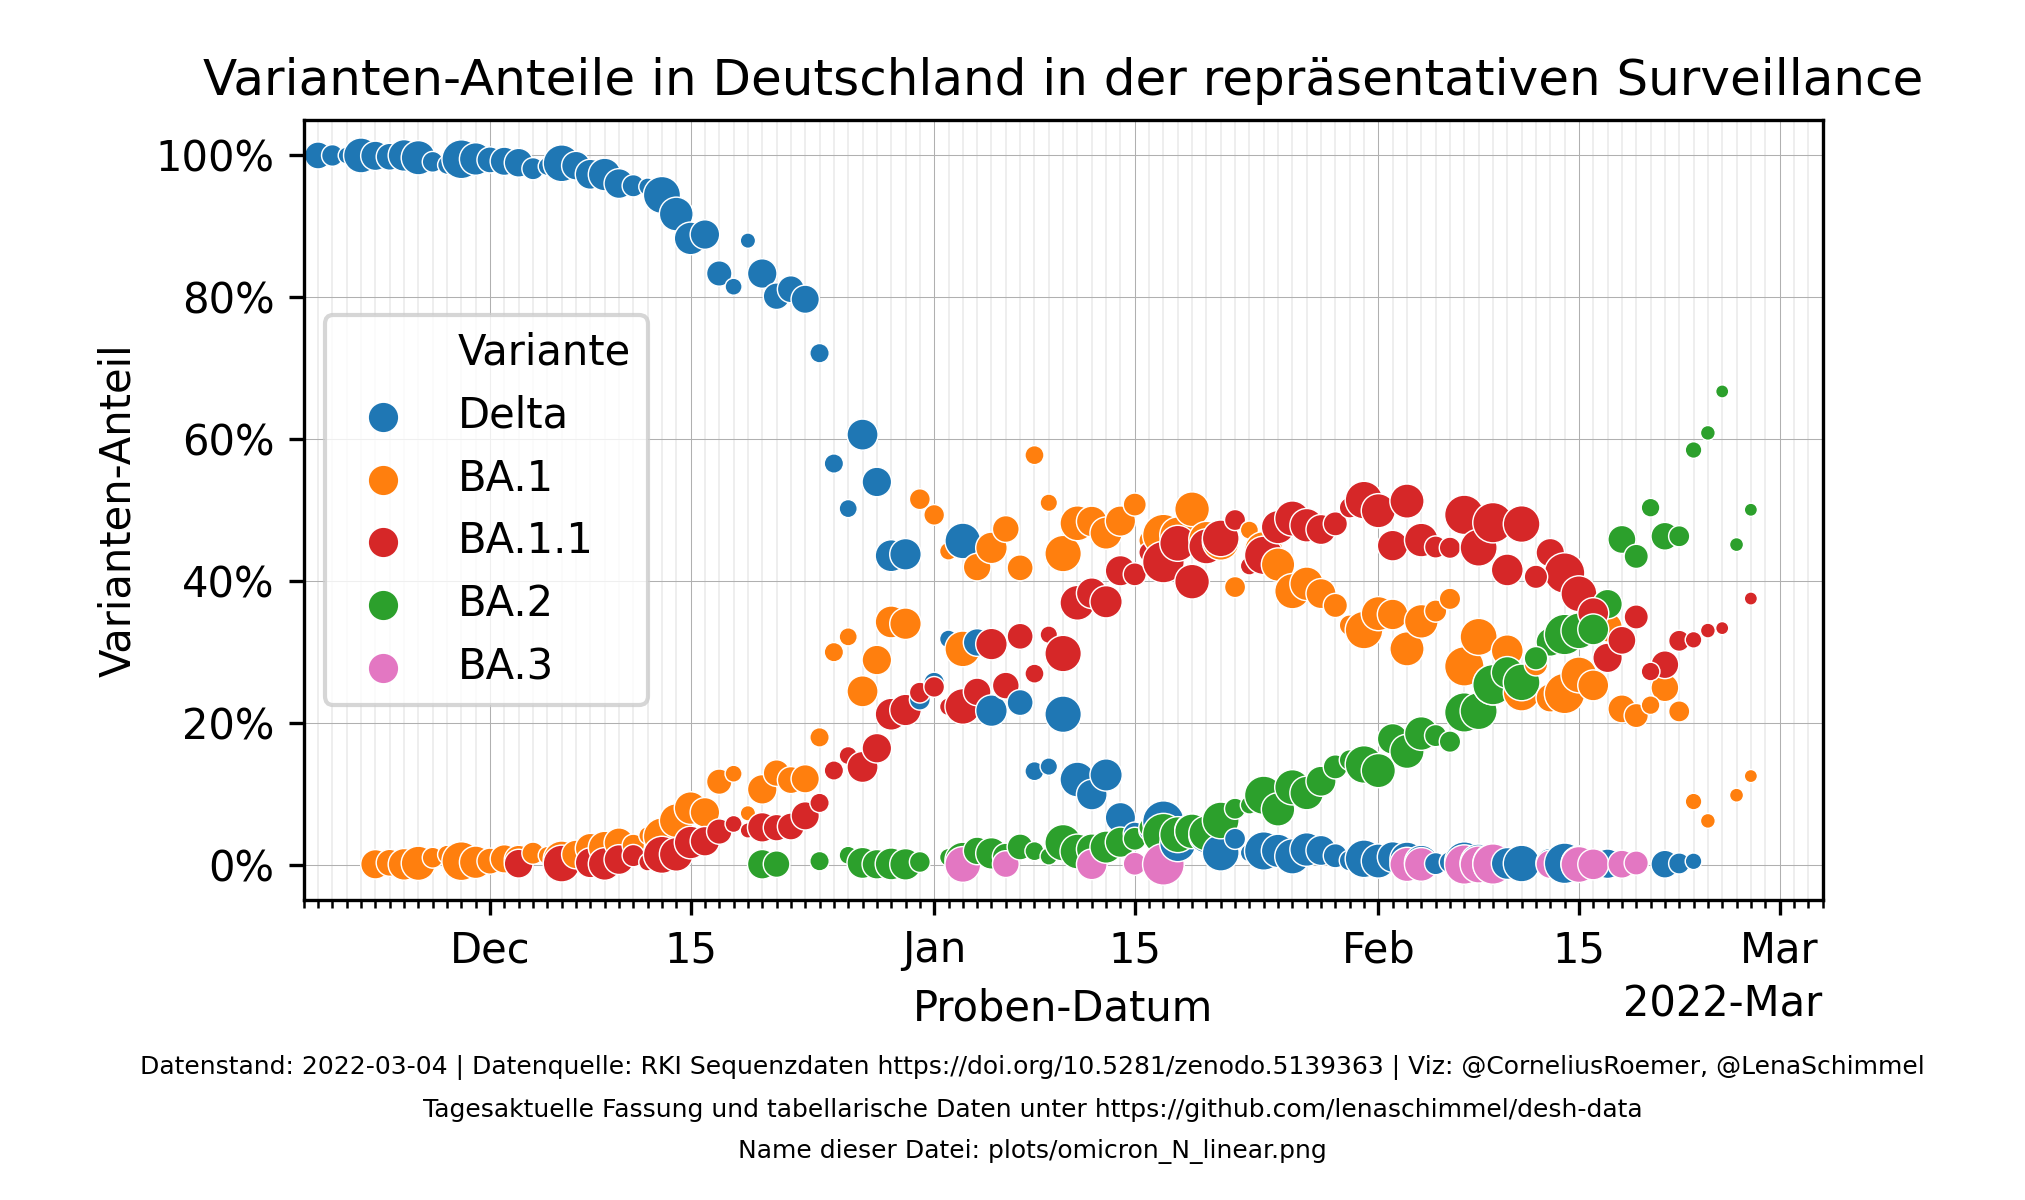 Varianten-Anteile in Deutschland in der repräsentativen Surveillance
Varianten-Anteil
100%
80%
60%
40%
20%
0%
Variante
Delta
BA.1
BA.1.1
BA.2
BA.3
Dec 15 Jan 15 Feb 15 Mar
2022-Mar
Proben-Datum
Datenstand: 2022-03-04 | Datenquelle: RKI Sequenzdaten https://doi.org/10.5281/zenodo.5139363 | Viz: @CorneliusRoemer, @LenaSchimmel
Tagesaktuelle Fassung und tabellarische Daten unter https://github.com/lenaschimmel/desh-data
Name dieser Datei: plots/omicron_N_linear.png